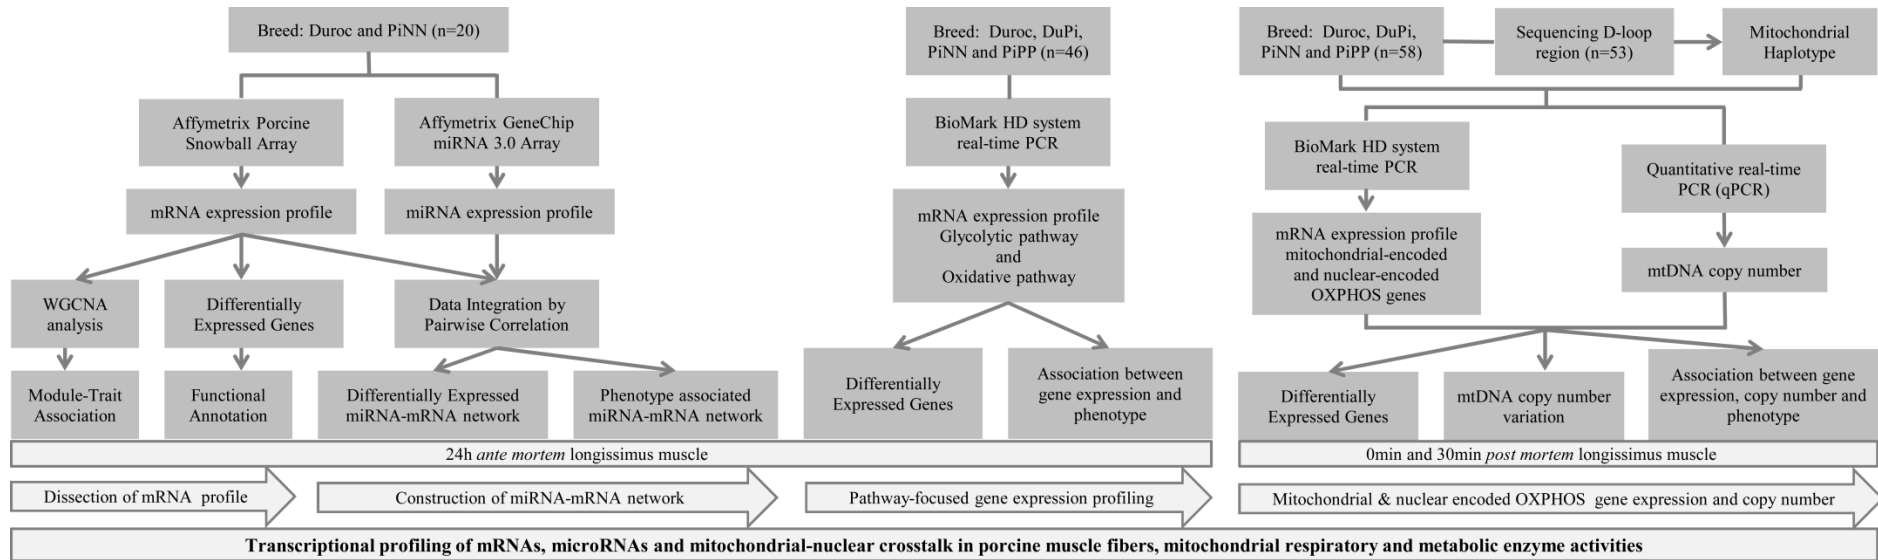 Breed: Duroc and PiNN (n=20)
Affymetrix Porcine
Snowball Array
Affymetrix GeneChip
miRNA 3.0 Array
mRNA expression profile
miRNA expression profile
WGCNA
analysis
Differentially
Expressed Genes
Data Integration by
Pairwise Correlation
Module-Trait
Association
Functional
Annotation
Differentially Expressed
miRNA-mRNA network
Phenotype associated
miRNA-mRNA network
Breed: Duroc, DuPi,
PiNN and PiPP (n=46)
BioMark HD system
real-time PCR
mRNA expression profile
Glycolytic pathway
and
Oxidative pathway
Differentially
Expressed Genes
Association between
gene expression and
phenotype
Breed: Duroc, DuPi,
PiNN and PiPP (n=58)
Sequencing D-loop
region (n=53)
Mitochondrial
Haplotype
BioMark HD system
real-time PCR
Quantitative real-time
PCR (qPCR)
mRNA expression profile
mitochondrial-encoded
and nuclear-encoded
OXPHOS genes
mtDNA copy number
Differentially
Expressed Genes
mtDNA copy number
variation
Association between gene
expression, copy number and
phenotype
24h ante mortem longissimus muscle
0min and 30min post mortem longissimus muscle
Dissection of mRNA profile
Construction of miRNA-mRNA network
Pathway-focused gene expression profiling
Mitochondrial & nuclear encoded OXPHOS gene expression and copy number
Transcriptional profiling of mRNAs, microRNAs and mitochondrial-nuclear crosstalk in porcine muscle fibers, mitochondrial respiratory and metabolic enzyme activities